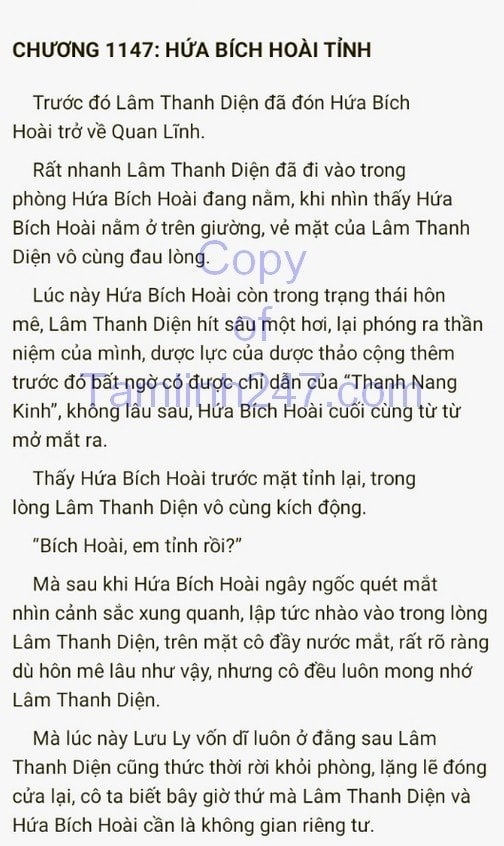 CHƯƠNG 1147: HỨA BÍCH HOÀI TỈNH
Trước đó Lâm Thanh Diện đã đón Hứa Bích
Hoài trở về Quan Lĩnh.
Rất nhanh Lâm Thanh Diện đã đi vào trong
phòng Hứa Bích Hoài đang nằm, khi nhìn thấy Hứa
Bích Hoài nằm ở trên giường, vẻ mặt của Lâm Thanh
Diện vô cùng đau lòng.
Copy
Lúc này Hứa Bích Hoài còn trong trạng thái hôn
of
mê, Lâm Thanh Diện hít sâu một hơi, lại phóng ra thần
niệm của mình, dược lực của dược thảo cộng thêm
trước đó bất ngờ có được chỉ dẫn của “Thanh Nang
Tamlinh247.com
Kinh”, không lâu sau, Hứa Bích Hoài cuối cùng từ từ
mở mắt ra.
Thấy Hứa Bích Hoài trước mặt tỉnh lại, trong
lòng Lâm Thanh Diện vô cùng kích động.
“Bích Hoài, em tỉnh rồi?”
Mà sau khi Hứa Bích Hoài ngây ngốc quét mắt
nhìn cảnh sắc xung quanh, lập tức nhào vào trong lòng
Lâm Thanh Diện, trên mặt cô đầy nước mắt, rất rõ ràng
dù hôn mê lâu như vậy, nhưng cô đều luôn mong nhớ
Lâm Thanh Diện.
Mà lúc này Lưu Ly vốn dĩ luôn ở đằng sau Lâm
Thanh Diện cũng thức thời rời khỏi phòng, lặng lẽ đóng
cửa lại, cô ta biết bây giờ thứ mà Lâm Thanh Diện và
Hứa Bích Hoài cần là không gian riêng tư.